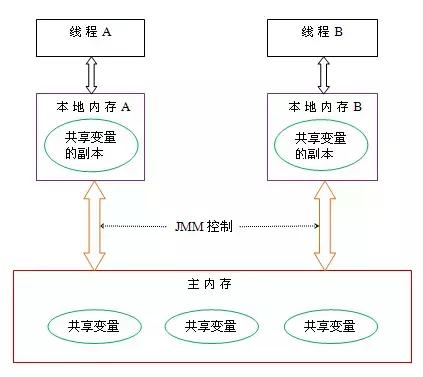 线程 A
线程 B
本地内存 A
本地内存 B
共享变量
的副本
共享变量
的副本
JMM 控制
主内存
共享变量
共享变量
共享变量